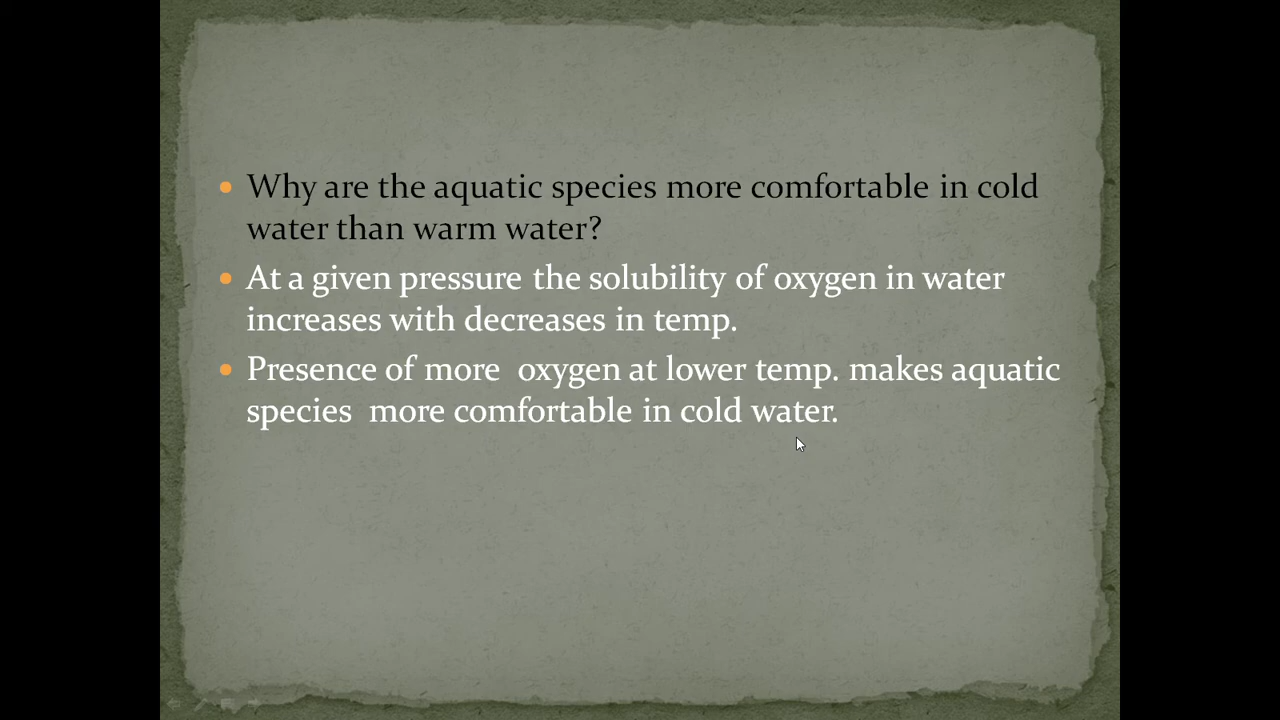 Why are the aquatic species more comfortable in cold
water than warm water?
At a given pressure the solubility of oxygen in water
increases with decreases in temp.
Presence of more  oxygen at lower temp. makes aquatic
species  more comfortable in cold water.